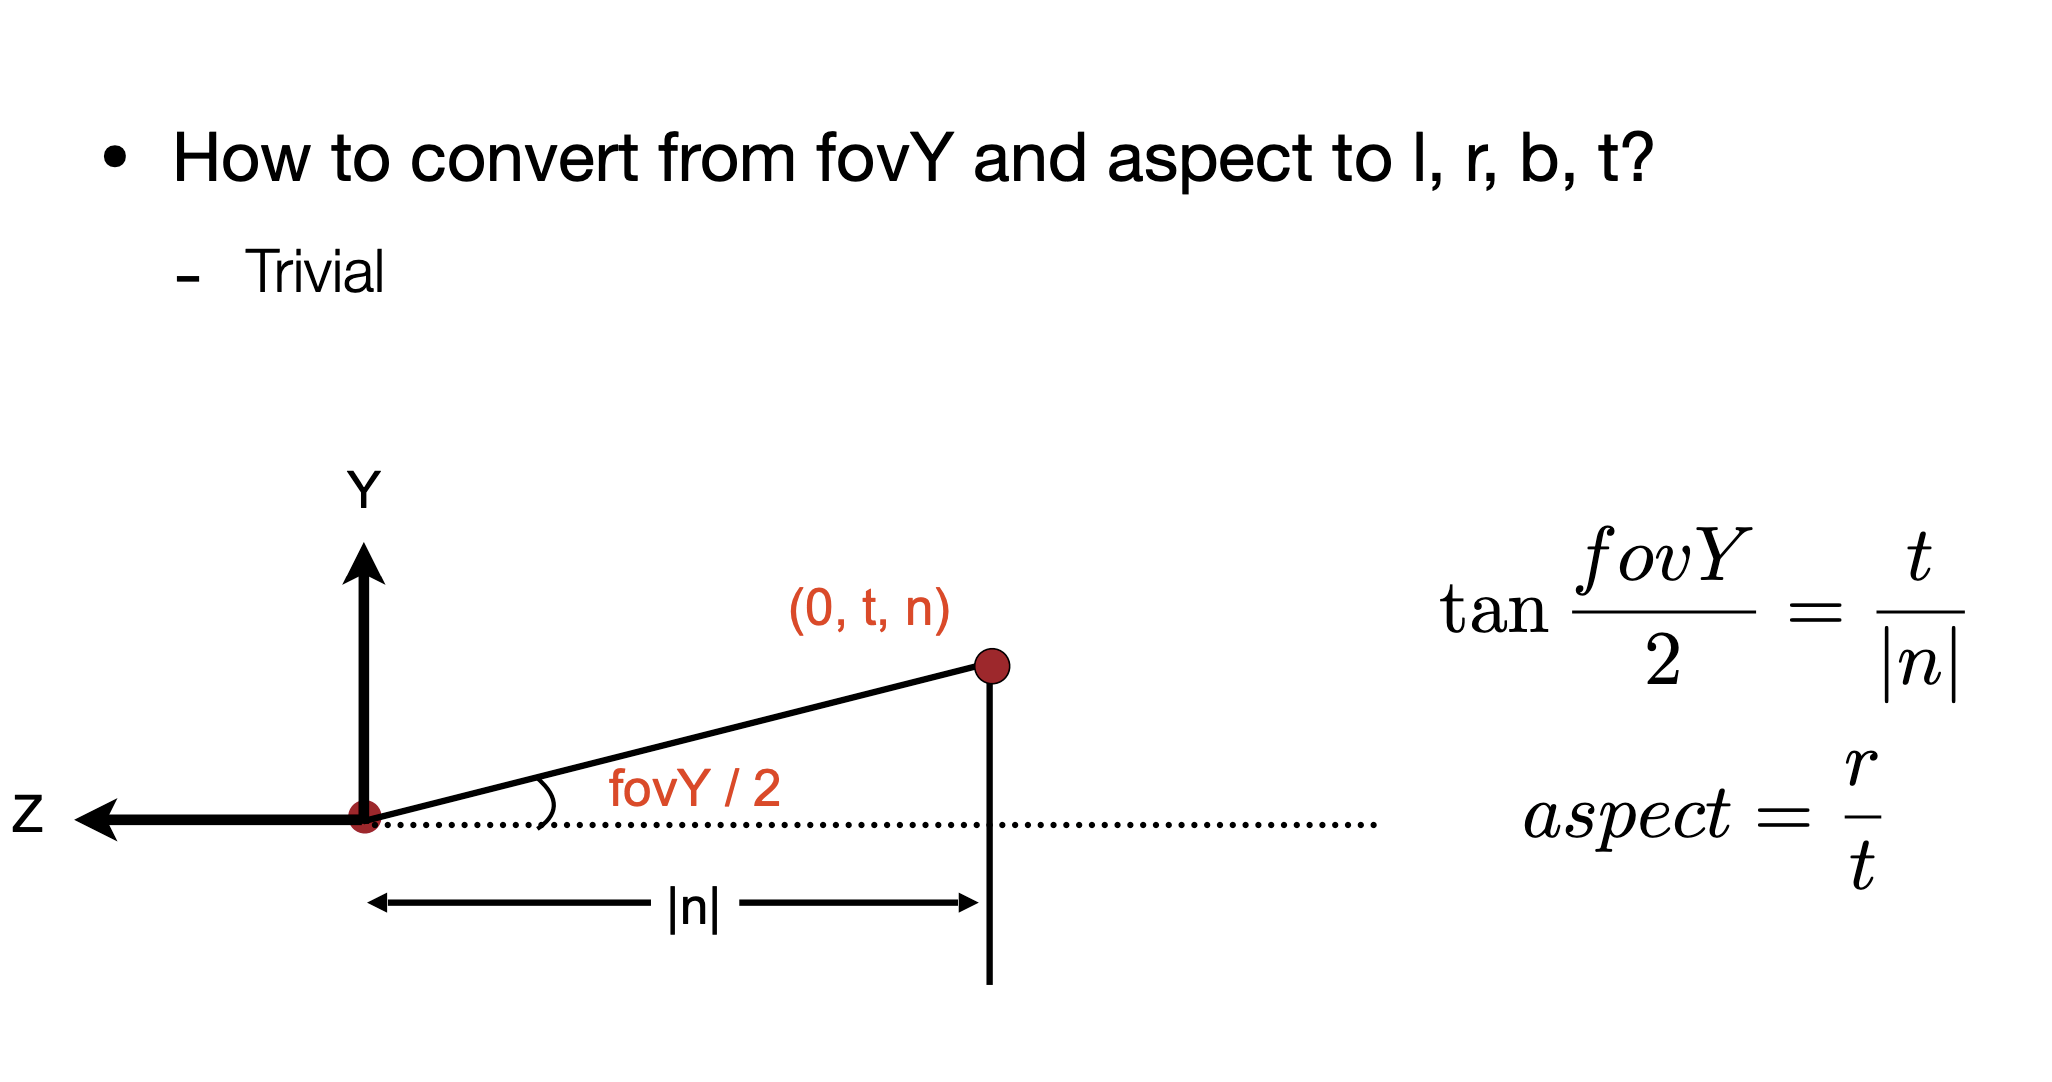 • How to convert from fovY and aspect to l, r, b, t?
- Trivial
Y
(0, t, n)
fovY / 2
z
|n|
tan fovY/2 = t/|n|
aspect = r/t